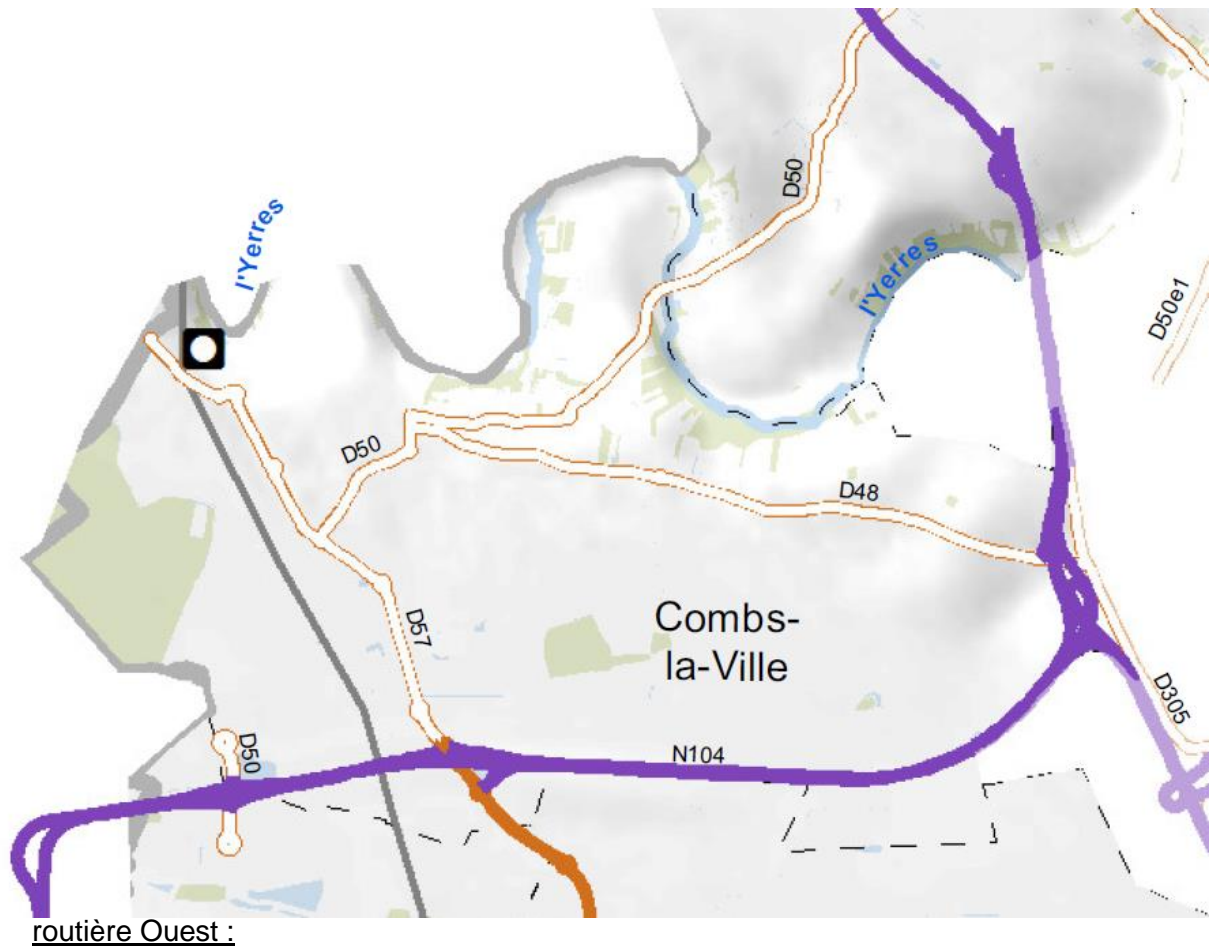 D50
l'Yerres
l'Yerres
D50e1
D50
D48
Combs-
la-Ville
D57
D305
D50
N104
routière Ouest :